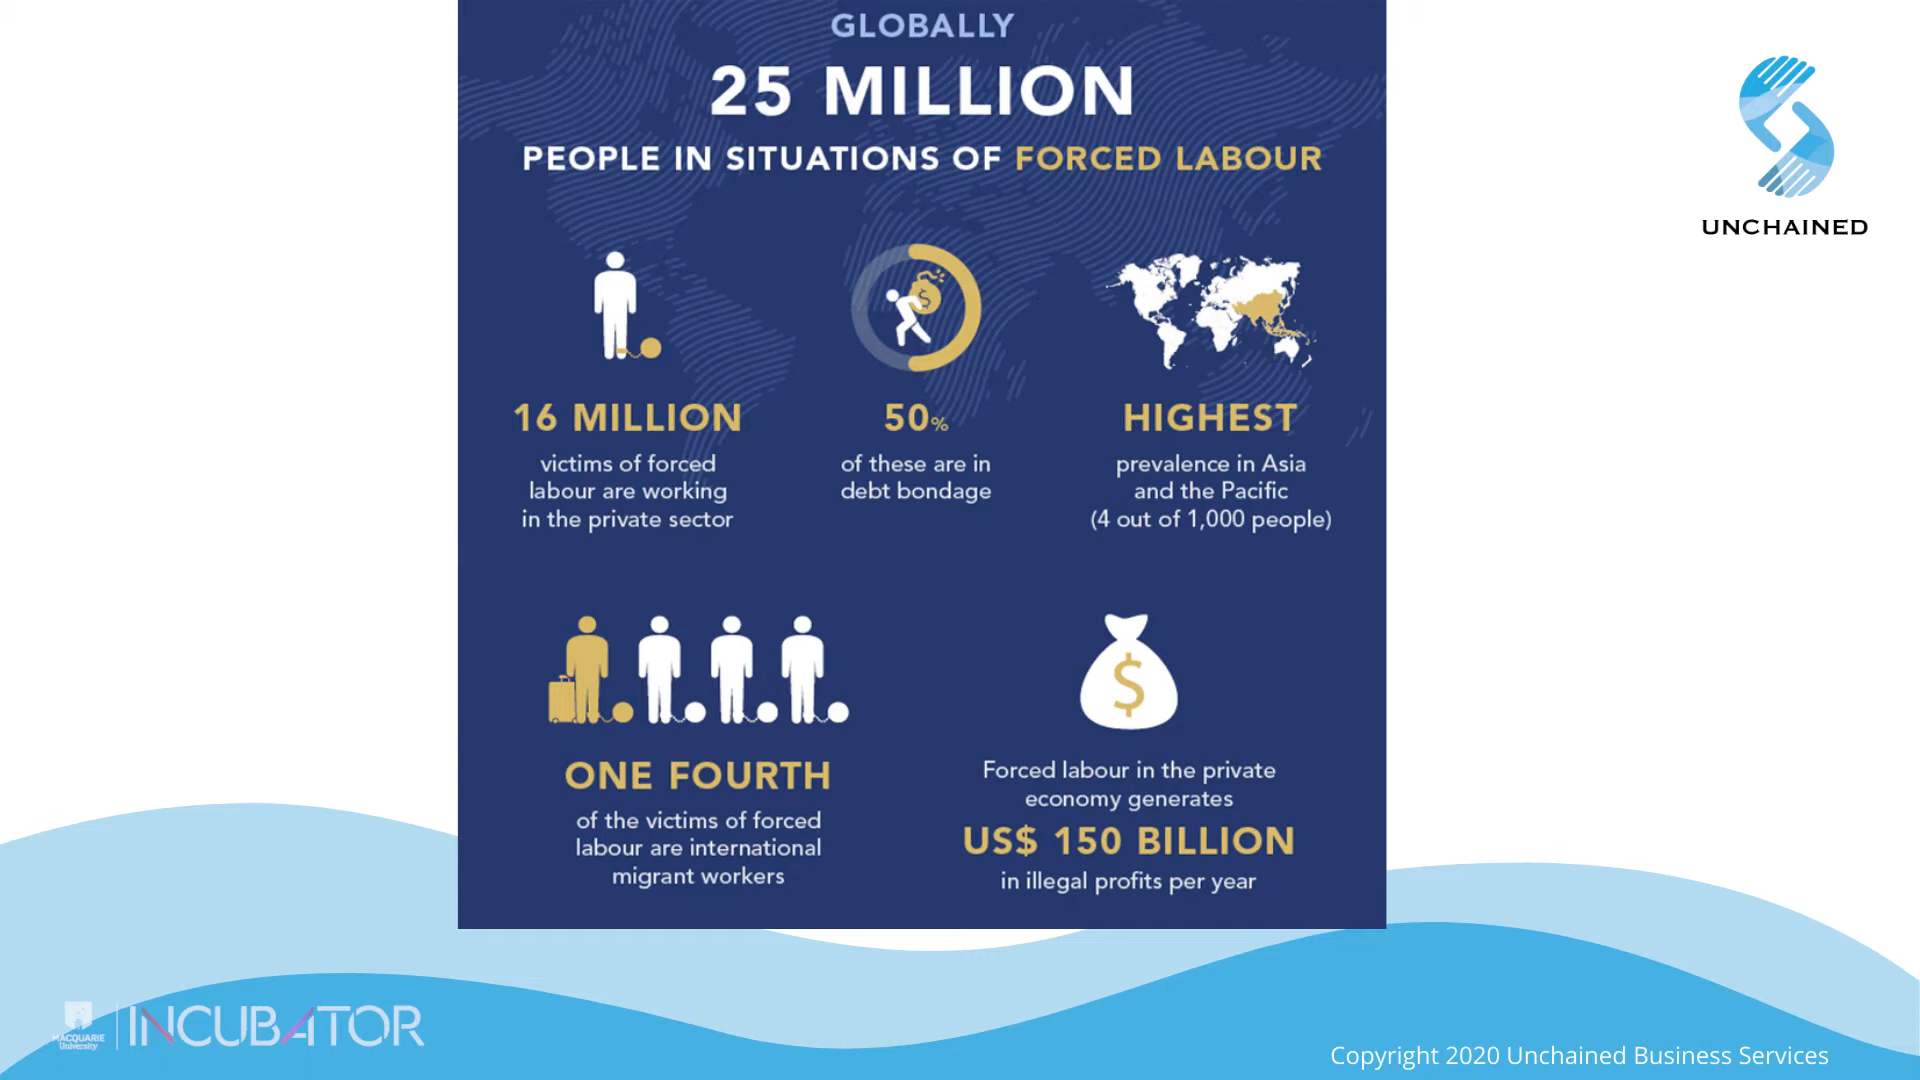 GLOBALLY
25 MILLION
PEOPLE IN SITUATIONS OF FORCED LABOUR
UNCHAINED
$
16 MILLION
victims of forced
labour are working
in the private sector
50%
of these are in
debt bondage
HIGHEST
prevalence in Asia
and the Pacific
(4 out of 1,000 people)
$
ONE FOURTH
of the victims of forced
labour are international
migrant workers
Forced labour in the private
economy generates
US$ 150 BILLION
in illegal profits per year
MACQUARIE
University
INCUBATOR
Copyright 2020 Unchained Business Services